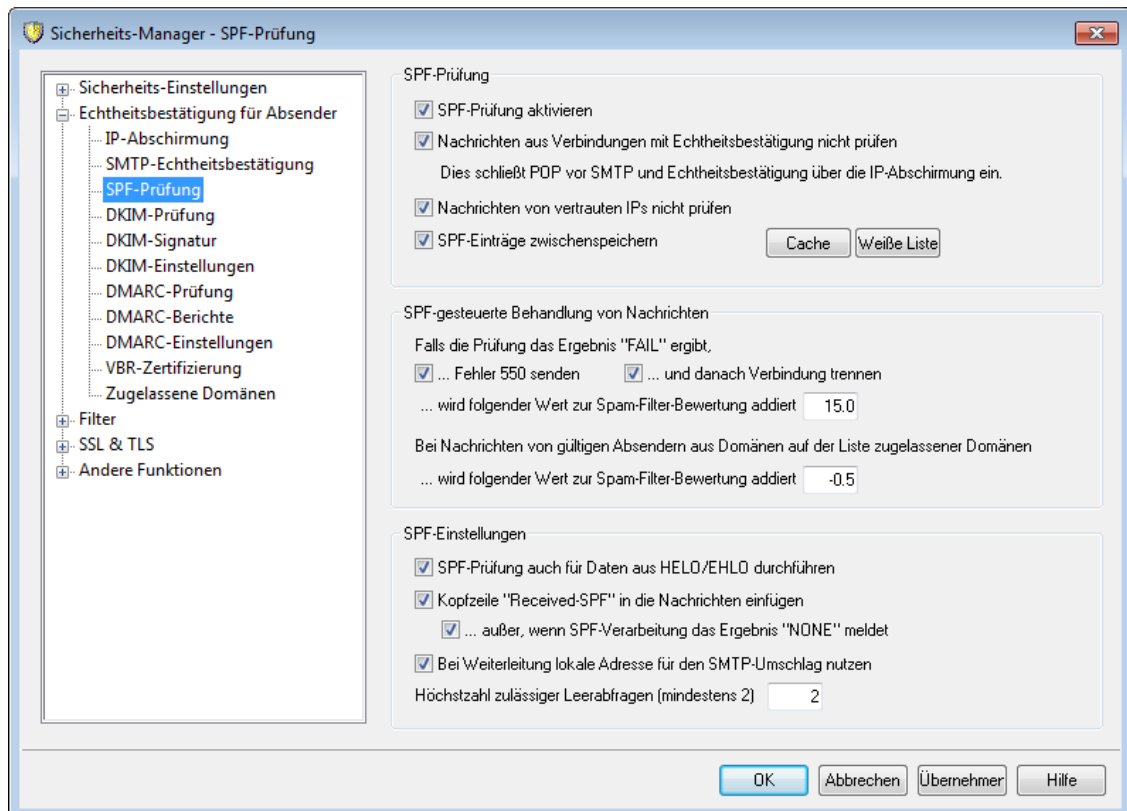 Sicherheits-Manager - SPF-Prüfung
Sicherheits-Einstellungen
Echtheitsbestätigung für Absender
IP-Abschirmung
SMTP-Echtheitsbestätigung
SPF-Prüfung
DKIM-Prüfung
DKIM-Signatur
DKIM-Einstellungen
DMARC-Prüfung
DMARC-Berichte
DMARC-Einstellungen
VBR-Zertifizierung
Zugelassene Domänen
Filter
SSL & TLS
Andere Funktionen
SPF-Prüfung
SPF-Prüfung aktivieren
Nachrichten aus Verbindungen mit Echtheitsbestätigung nicht prüfen
Dies schließt POP vor SMTP und Echtheitsbestätigung über die IP-Abschirmung ein.
Nachrichten von vertrauten IPs nicht prüfen
SPF-Einträge zwischenspeichern Cache Weiße Liste
SPF-gesteuerte Behandlung von Nachrichten
Falls die Prüfung das Ergebnis "FAIL" ergibt,
... Fehler 550 senden ... und danach Verbindung trennen
... wird folgender Wert zur Spam-Filter-Bewertung addiert 15.0
Bei Nachrichten von gültigen Absendern aus Domänen auf der Liste zugelassener Domänen
... wird folgender Wert zur Spam-Filter-Bewertung addiert -0.5
SPF-Einstellungen
SPF-Prüfung auch für Daten aus HELO/EHLO durchführen
Kopfzeile "Received-SPF" in die Nachrichten einfügen
... außer, wenn SPF-Verarbeitung das Ergebnis "NONE" meldet
Bei Weiterleitung lokale Adresse für den SMTP-Umschlag nutzen
Höchstzahl zulässiger Leerabfragen (mindestens 2) 2
OK Abbrechen Übernehmer Hilfe